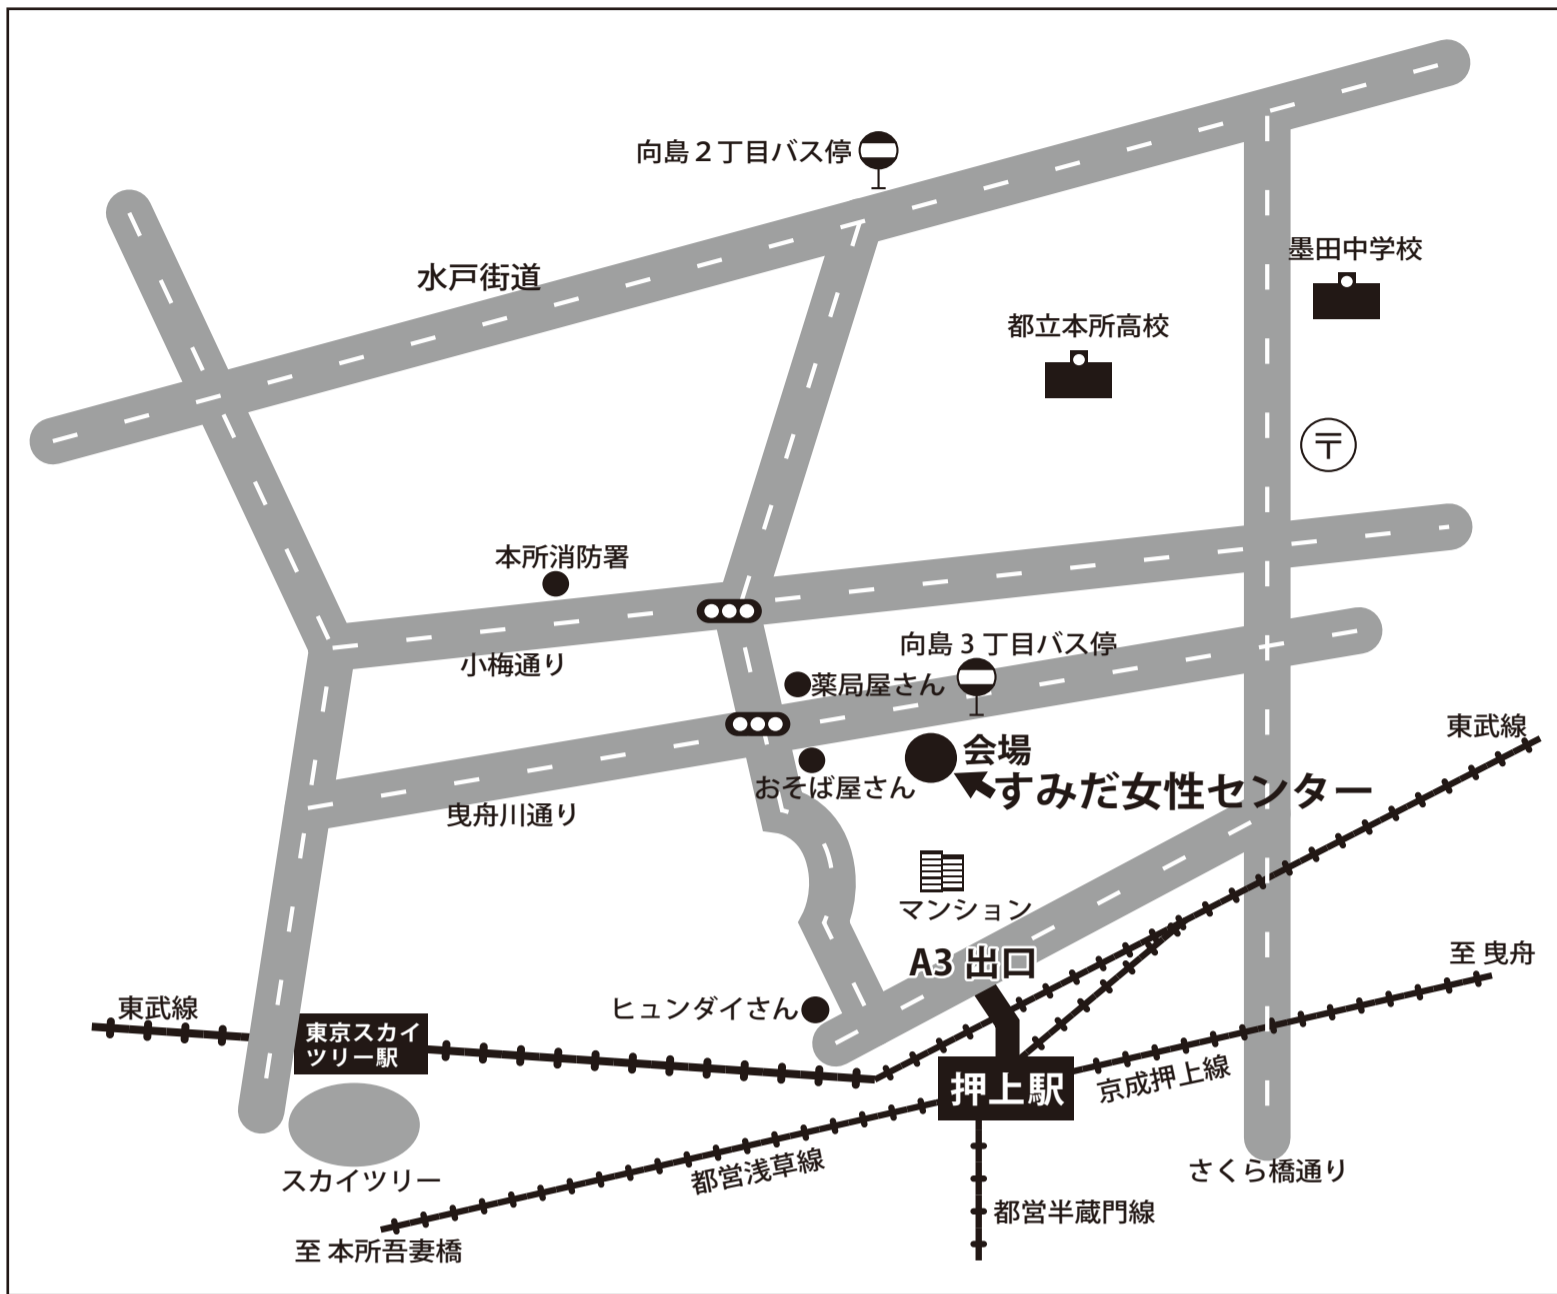 向島２丁目バス停
墨田中学校
水戸街道
都立本所高校
〒
本所消防署
小梅通り
向島３丁目バス停
薬局屋さん
東武線
会場
おそば屋さん
すみだ女性センター
曳舟川通り
マンション
A3 出口
至 曳舟
東武線
ヒュンダイさん
東京スカイ
ツリー駅
押上駅
京成押上線
スカイツリー
都営浅草線
さくら橋通り
都営半蔵門線
至 本所吾妻橋